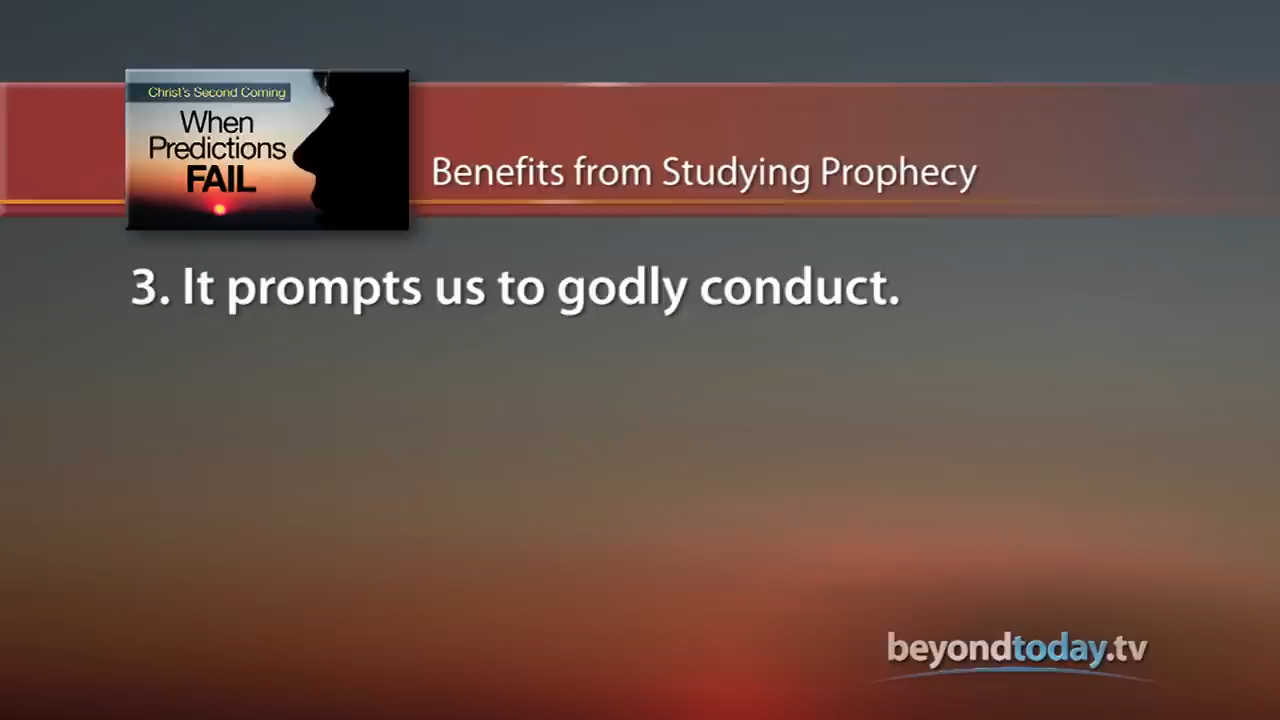 Christ's Second Coming
When
Predictions
FAIL
Benefits from Studying Prophecy
3. It prompts us to godly conduct.
beyondtoday.tv